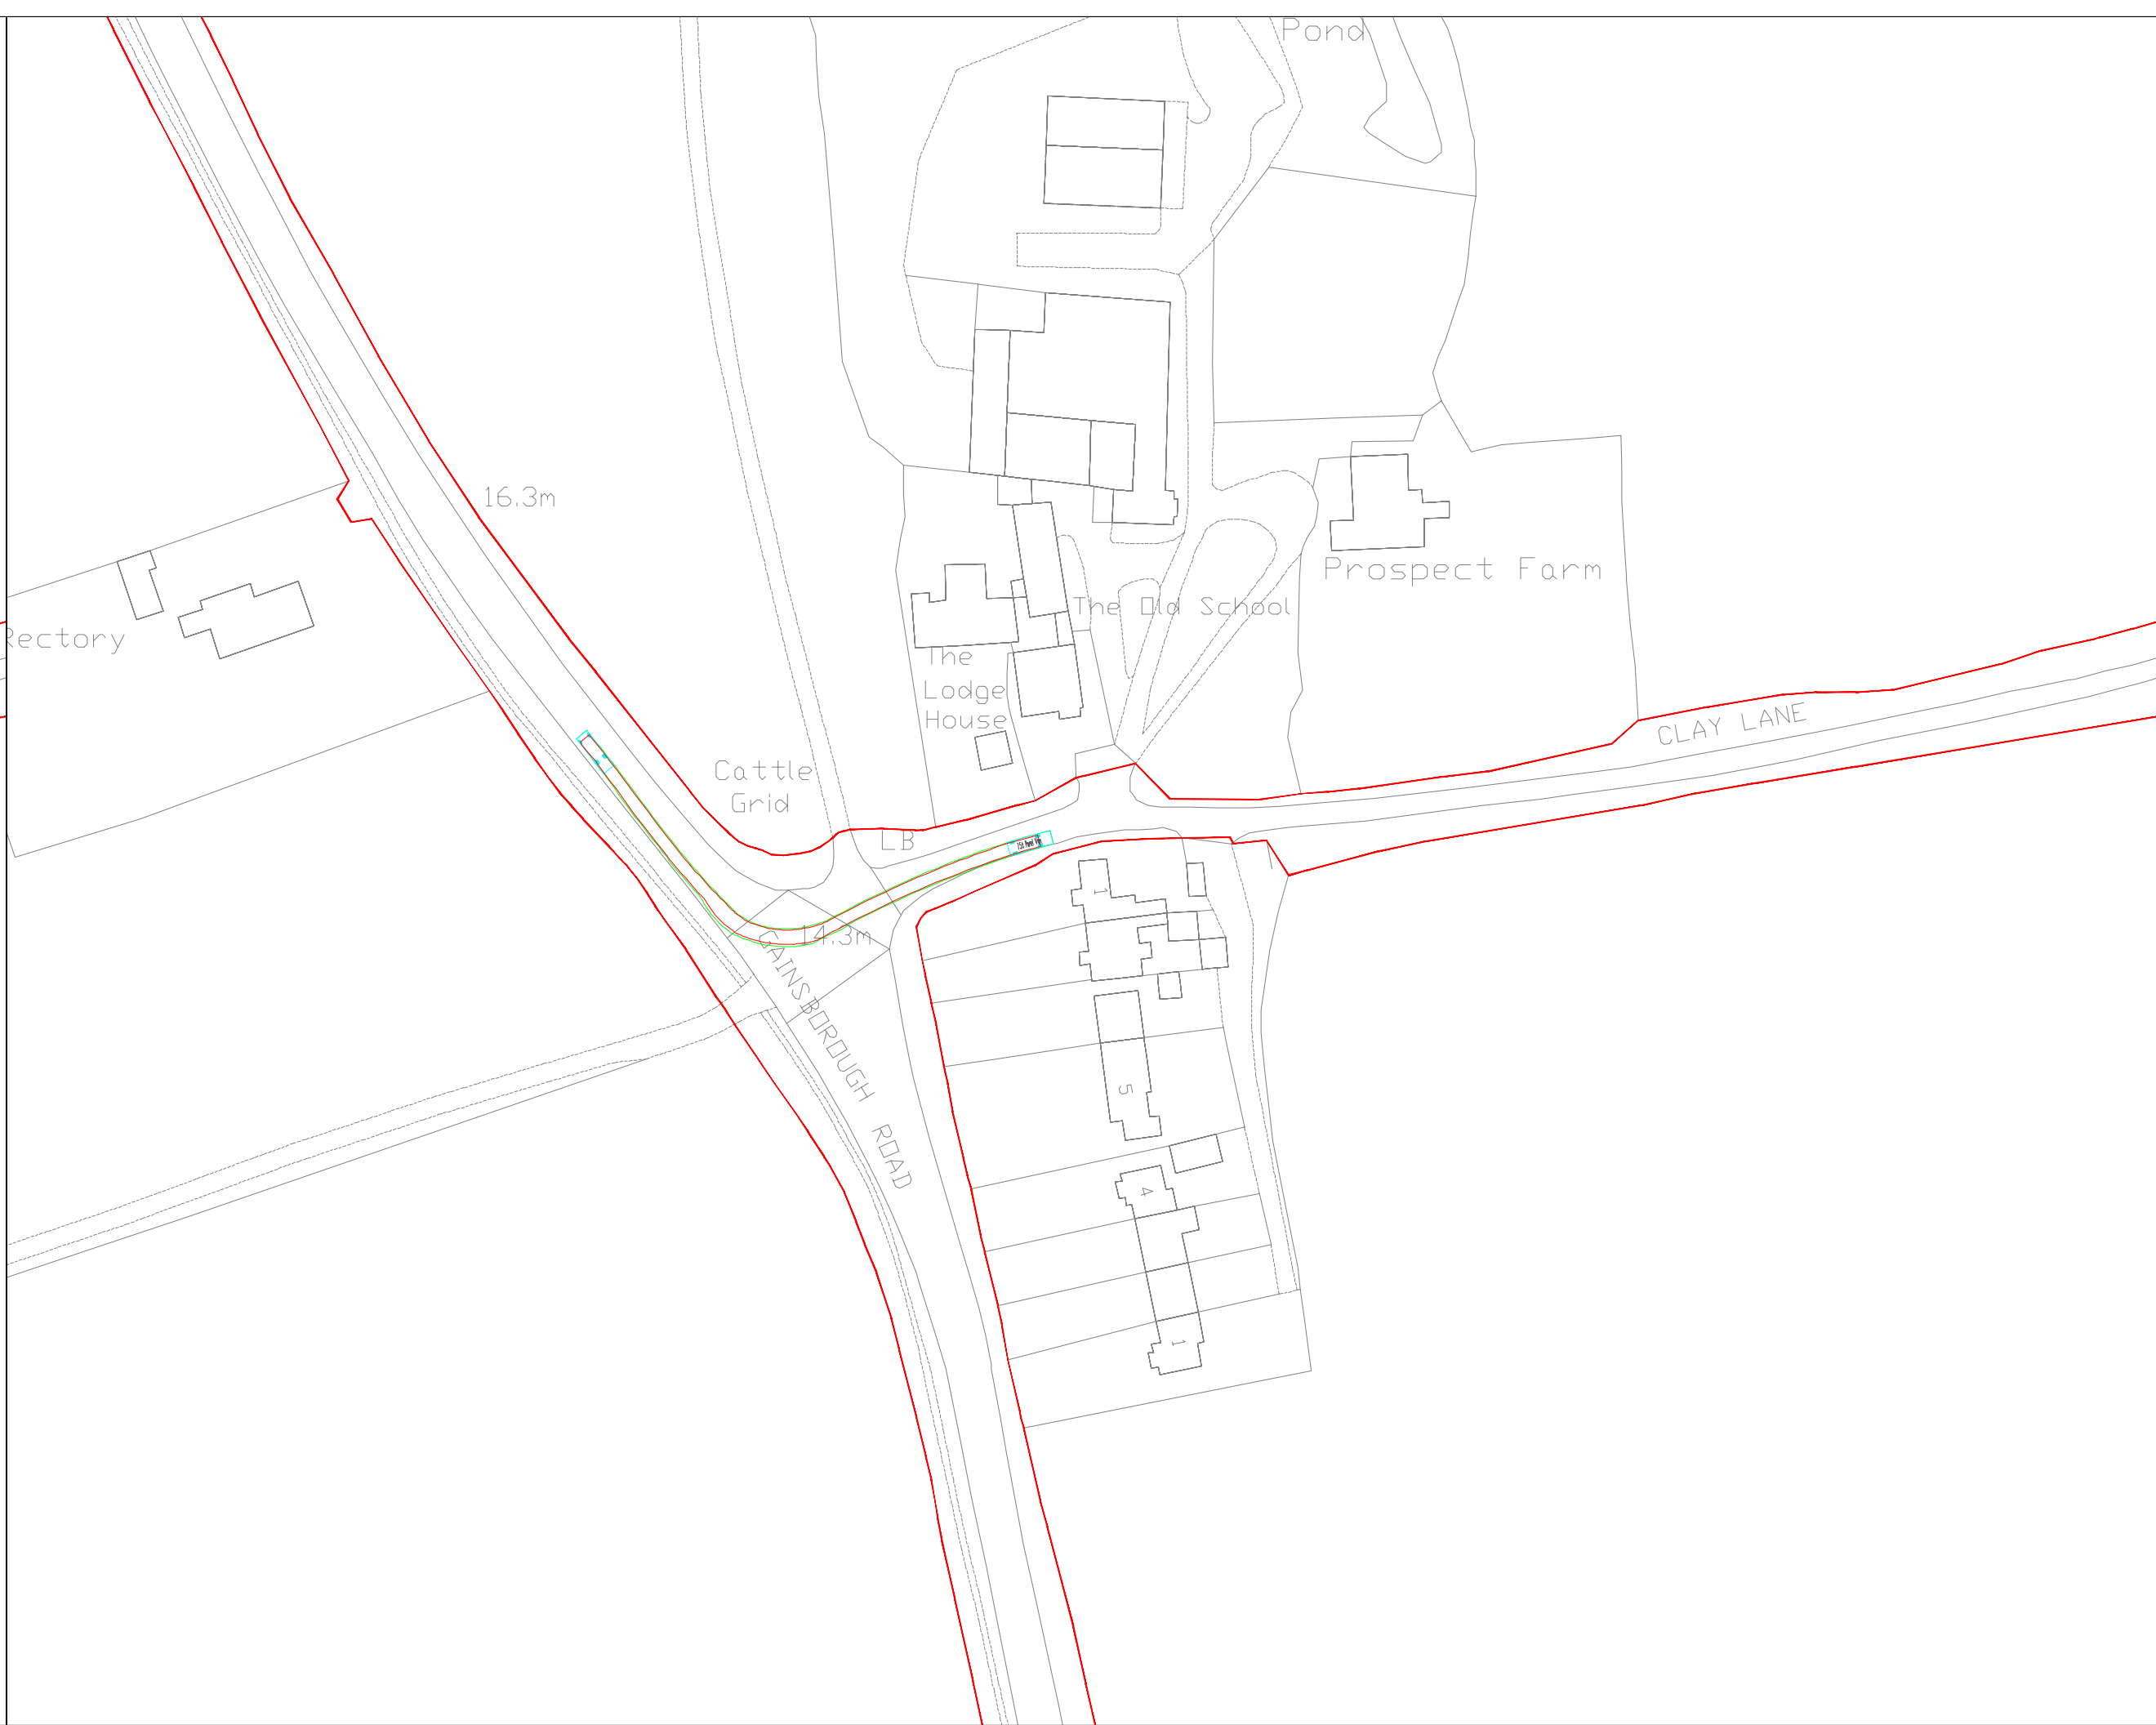 Pond
16.3m
Prospect Farm
The Old School
Rectory
The
Lodge
House
CLAY LANE
Cattle
Grid
LB
1
14.3m
GAINSBOROUGH ROAD
5
4
1